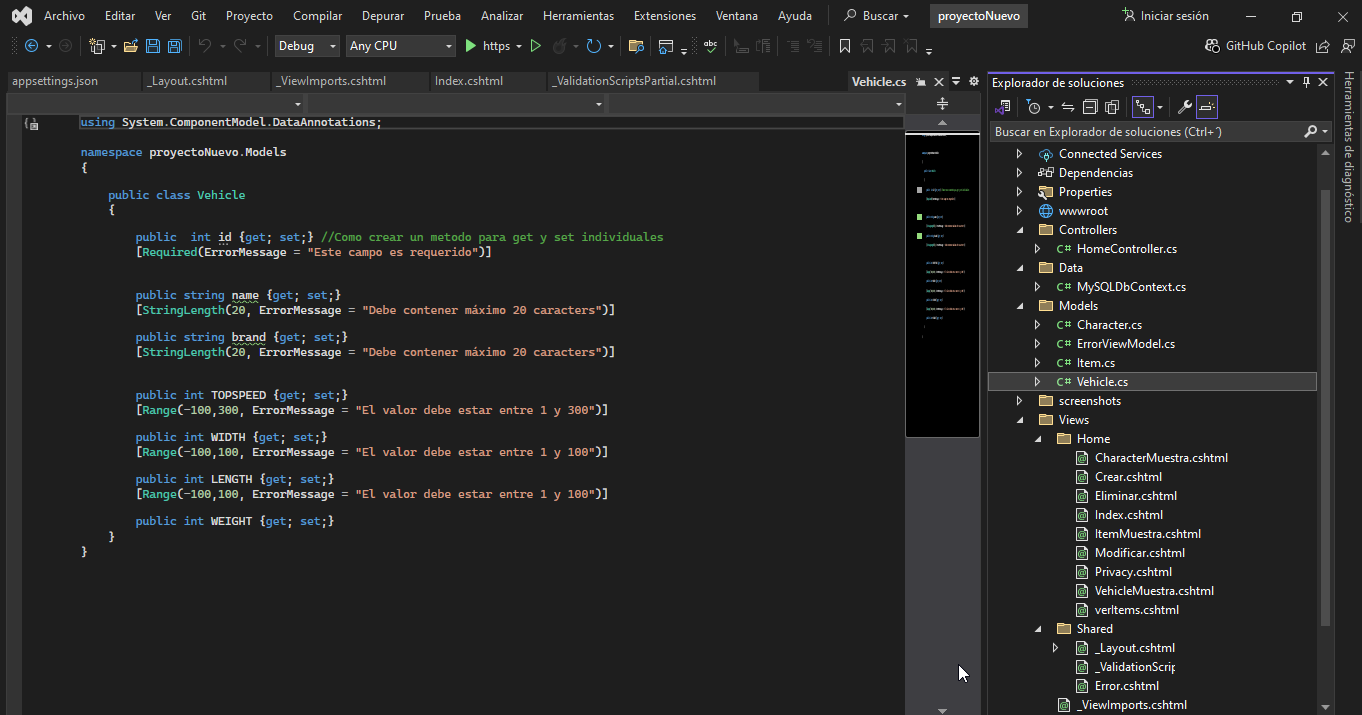 Archivo Editar Ver Git Proyecto Compilar Depurar Prueba Analizar Herramientas Extensiones Ventana Ayuda Buscar proyectoNuevo Iniciar sesión
Debug Any CPU https abc GitHub Copilot
appsettings.json _Layout.cshtml _ViewImports.cshtml Index.cshtml _ValidationScriptsPartial.cshtml Vehicle.cs
using System.ComponentModel.DataAnnotations;
namespace proyectoNuevo.Models
{
public class Vehicle
{
public  int id {get; set;} //Como crear un metodo para get y set individuales
[Required(ErrorMessage = "Este campo es requerido")]
public string name {get; set;}
[StringLength(20, ErrorMessage = "Debe contener máximo 20 caracters")]
public string brand {get; set;}
[StringLength(20, ErrorMessage = "Debe contener máximo 20 caracters")]
public int TOPSPEED {get; set;}
[Range(-100,300, ErrorMessage = "El valor debe estar entre 1 y 300")]
public int WIDTH {get; set;}
[Range(-100,100, ErrorMessage = "El valor debe estar entre 1 y 100")]
public int LENGTH {get; set;}
[Range(-100,100, ErrorMessage = "El valor debe estar entre 1 y 100")]
public int WEIGHT {get; set;}
}
}
Explorador de soluciones
Buscar en Explorador de soluciones (Ctrl+´)
Connected Services
Dependencias
Properties
wwwroot
Controllers
C# HomeController.cs
Data
C# MySQLDbContext.cs
Models
C# Character.cs
C# ErrorViewModel.cs
C# Item.cs
C# Vehicle.cs
screenshots
Views
Home
CharacterMuestra.cshtml
Crear.cshtml
Eliminar.cshtml
Index.cshtml
ItemMuestra.cshtml
Modificar.cshtml
Privacy.cshtml
VehicleMuestra.cshtml
verItems.cshtml
Shared
_Layout.cshtml
_ValidationScrip
Error.cshtml
_ViewImports.cshtml
Herramientas de diagnóstico